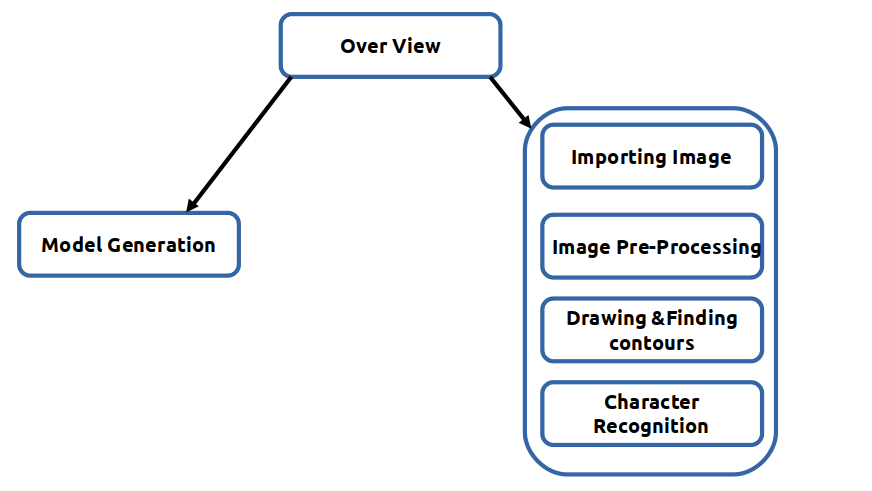 Over View
Importing Image
Model Generation
Image Pre-Processing
Drawing &Finding
contours
Character
Recognition